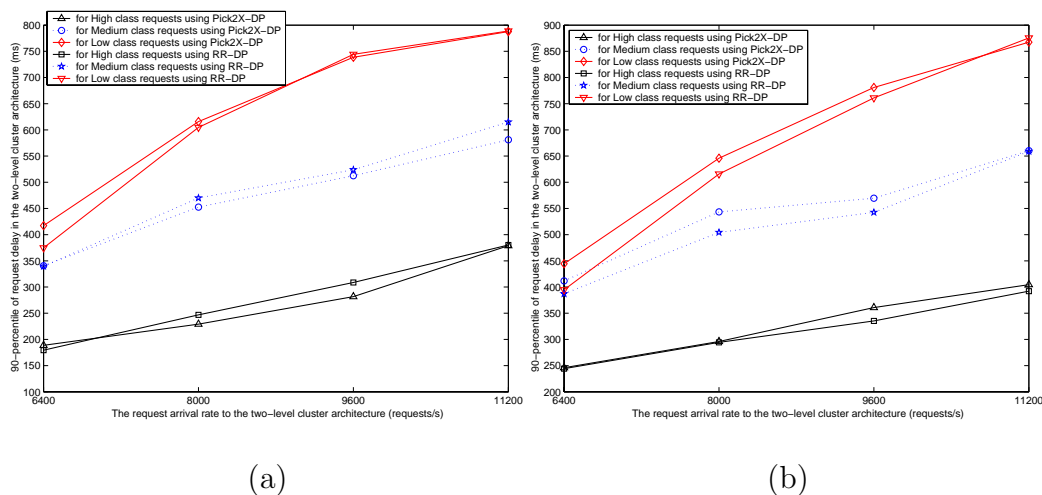 for High class requests using Pick2X-DP
for Medium class requests using Pick2X-DP
for Low class requests using Pick2X-DP
for High class requests using RR-DP
for Medium class requests using RR-DP
for Low class requests using RR-DP
90-percentile of request delay in the two-level cluster architecture (ms)
800
750
700
650
600
550
500
450
400
350
300
250
200
150
100
6400
8000
9600
11200
The request arrival rate to the two-level cluster architecture (requests/s)
(a)
for High class requests using Pick2X-DP
for Medium class requests using Pick2X-DP
for Low class requests using Pick2X-DP
for High class requests using RR-DP
for Medium class requests using RR-DP
for Low class requests using RR-DP
90-percentile of request delay in the two-level cluster architecture (ms)
900
850
800
750
700
650
600
550
500
450
400
350
300
250
200
6400
8000
9600
11200
The request arrival rate to the two-level cluster architecture (requests/s)
(b)